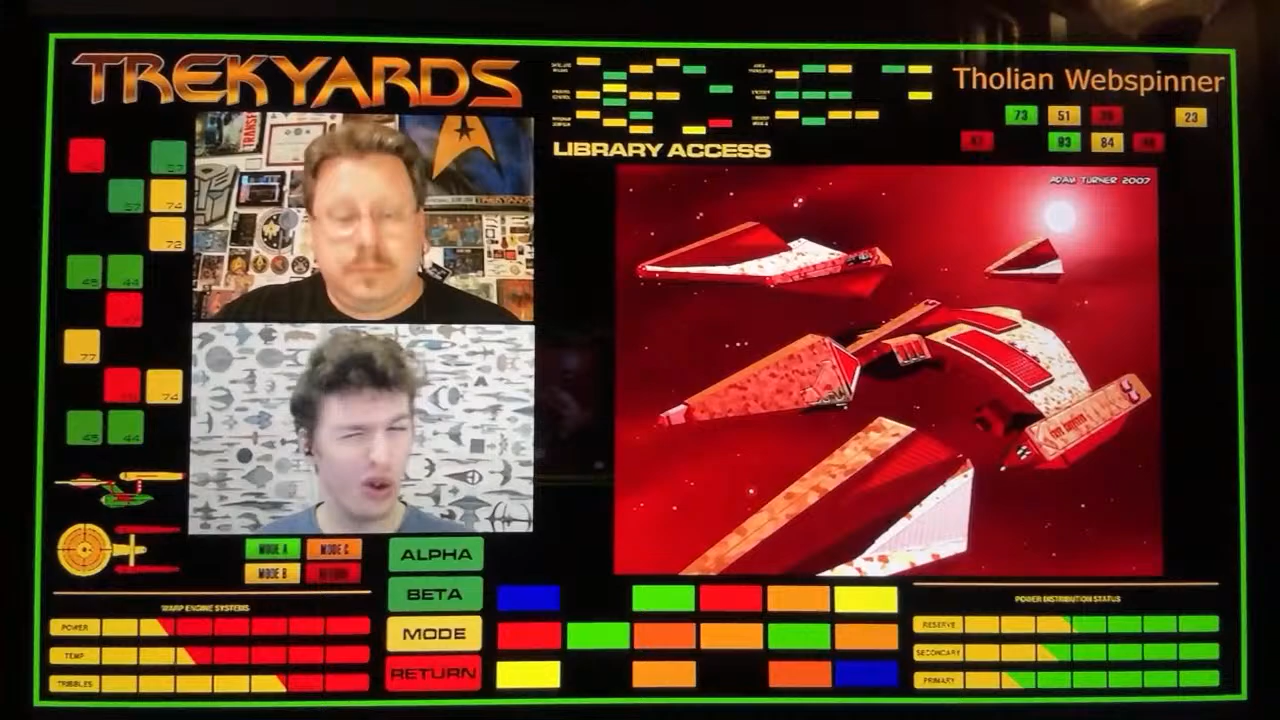 TREKYARDS
Tholian Webspinner
LIBRARY ACCESS
73
51
23
93
84
ADAM TURNER 2007
57
74
72
45
44
77
74
45
44
MODE A
MODE C
MODE B
ALPHA
BETA
MODE
RETURN
WARP ENGINE SYSTEMS
POWER
TEMP
TRIBBLES
POWER DISTRIBUTION STATUS
RESERVE
SECONDARY
PRIMARY